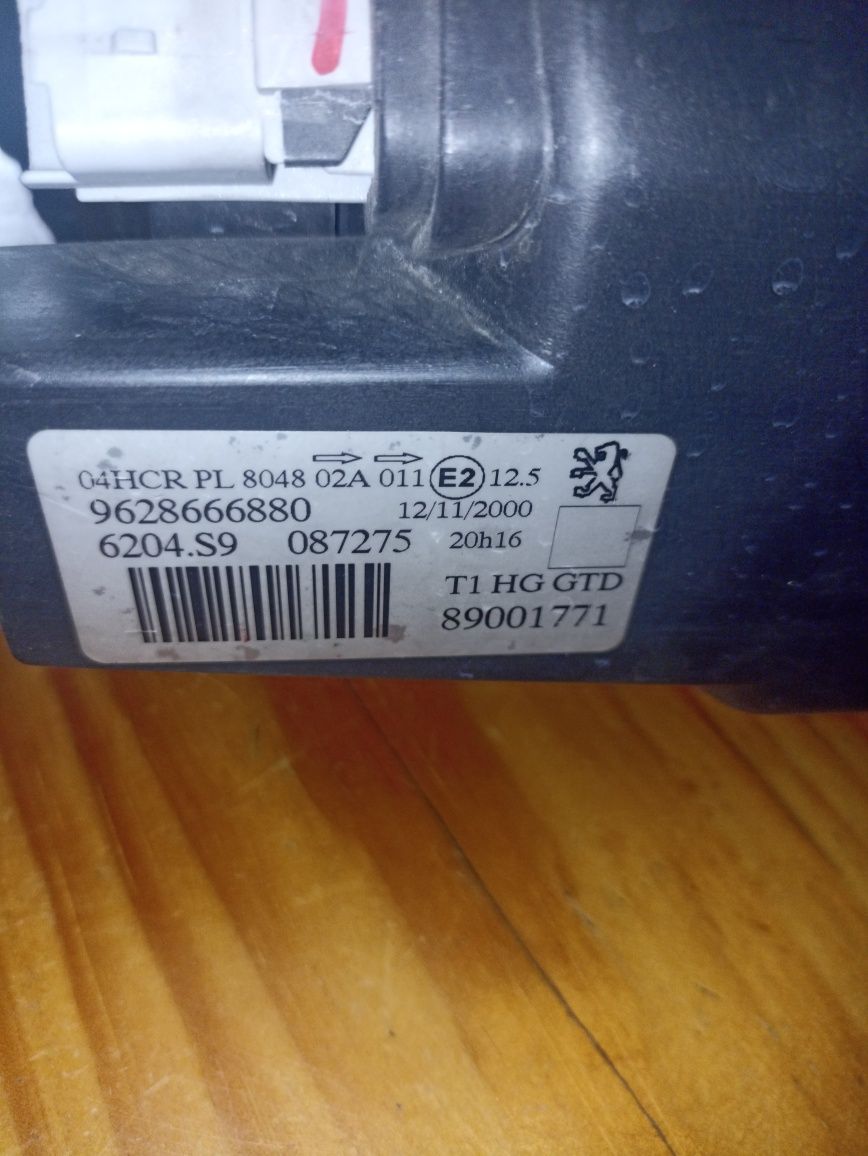 04HCR PL 8048 02A 011 E2 12.5
9628666880 12/11/2000
6204.S9 087275 20h16
T1 HG GTD
89001771